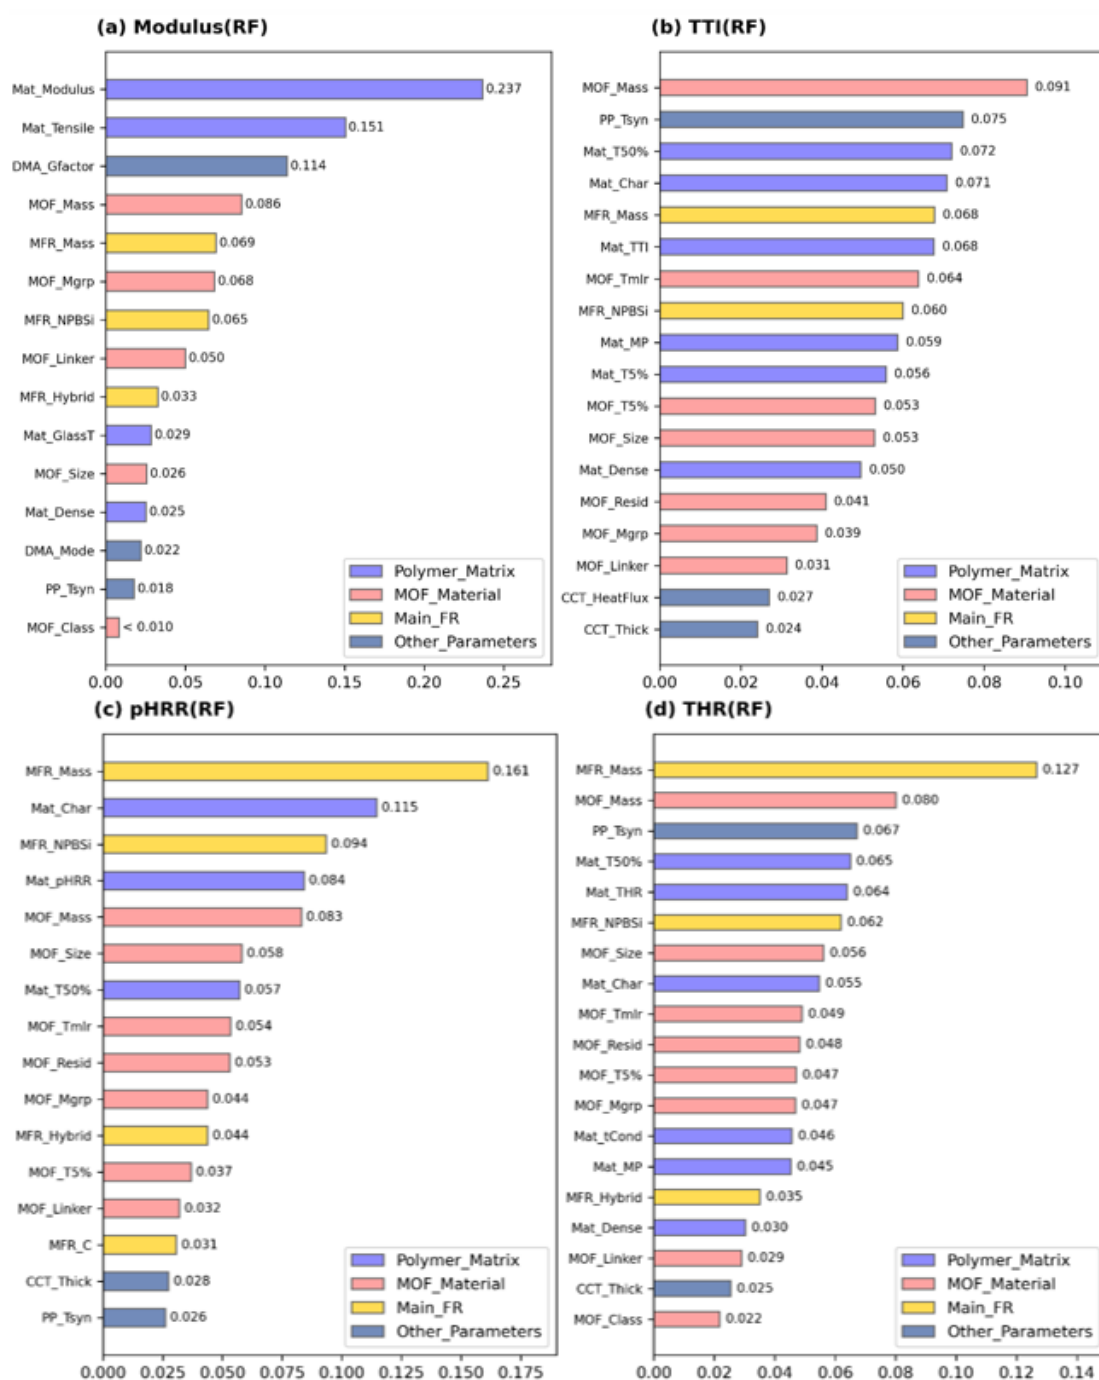 (a) Modulus(RF)
Mat_Modulus 0.237
Mat_Tensile 0.151
DMA_Gfactor 0.114
MOF_Mass 0.086
MFR_Mass 0.069
MOF_Mgrp 0.068
MFR_NPBSi 0.065
MOF_Linker 0.050
MFR_Hybrid 0.033
Mat_GlassT 0.029
MOF_Size 0.026
Mat_Dense 0.025
DMA_Mode 0.022
PP_Tsyn 0.018
MOF_Class < 0.010
Polymer_Matrix
MOF_Material
Main_FR
Other_Parameters
0.00 0.05 0.10 0.15 0.20 0.25
(b) TTI(RF)
MOF_Mass 0.091
PP_Tsyn 0.075
Mat_T50% 0.072
Mat_Char 0.071
MFR_Mass 0.068
Mat_TTI 0.068
MOF_Tmlr 0.064
MFR_NPBSi 0.060
Mat_MP 0.059
Mat_T5% 0.056
MOF_T5% 0.053
MOF_Size 0.053
Mat_Dense 0.050
MOF_Resid 0.041
MOF_Mgrp 0.039
MOF_Linker 0.031
CCT_HeatFlux 0.027
CCT_Thick 0.024
Polymer_Matrix
MOF_Material
Main_FR
Other_Parameters
0.00 0.02 0.04 0.06 0.08 0.10
(c) pHRR(RF)
MFR_Mass 0.161
Mat_Char 0.115
MFR_NPBSi 0.094
Mat_pHRR 0.084
MOF_Mass 0.083
MOF_Size 0.058
Mat_T50% 0.057
MOF_Tmlr 0.054
MOF_Resid 0.053
MOF_Mgrp 0.044
MFR_Hybrid 0.044
MOF_T5% 0.037
MOF_Linker 0.032
MFR_C 0.031
CCT_Thick 0.028
PP_Tsyn 0.026
Polymer_Matrix
MOF_Material
Main_FR
Other_Parameters
0.000 0.025 0.050 0.075 0.100 0.125 0.150 0.175
(d) THR(RF)
MFR_Mass 0.127
MOF_Mass 0.080
PP_Tsyn 0.067
Mat_T50% 0.065
Mat_THR 0.064
MFR_NPBSi 0.062
MOF_Size 0.056
Mat_Char 0.055
MOF_Tmlr 0.049
MOF_Resid 0.048
MOF_T5% 0.047
MOF_Mgrp 0.047
Mat_tCond 0.046
Mat_MP 0.045
MFR_Hybrid 0.035
Mat_Dense 0.030
MOF_Linker 0.029
CCT_Thick 0.025
MOF_Class 0.022
Polymer_Matrix
MOF_Material
Main_FR
Other_Parameters
0.00 0.02 0.04 0.06 0.08 0.10 0.12 0.14